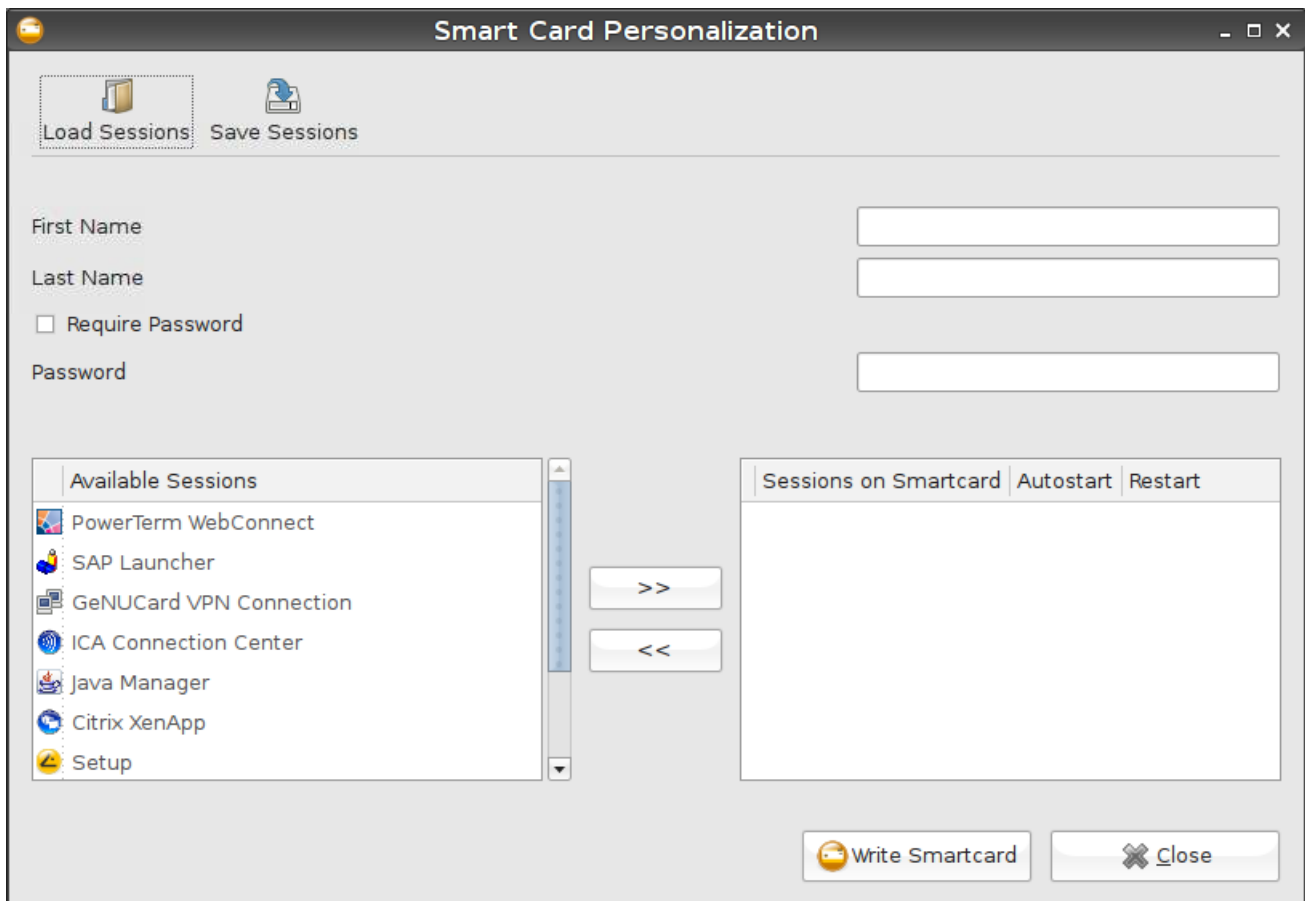 Smart Card Personalization
Load Sessions Save Sessions
First Name
Last Name
Require Password
Password
Available Sessions
PowerTerm WebConnect
SAP Launcher
GeNUCard VPN Connection
ICA Connection Center
Java Manager
Citrix XenApp
Setup
>>
<<
Sessions on Smartcard Autostart Restart
Write Smartcard Close